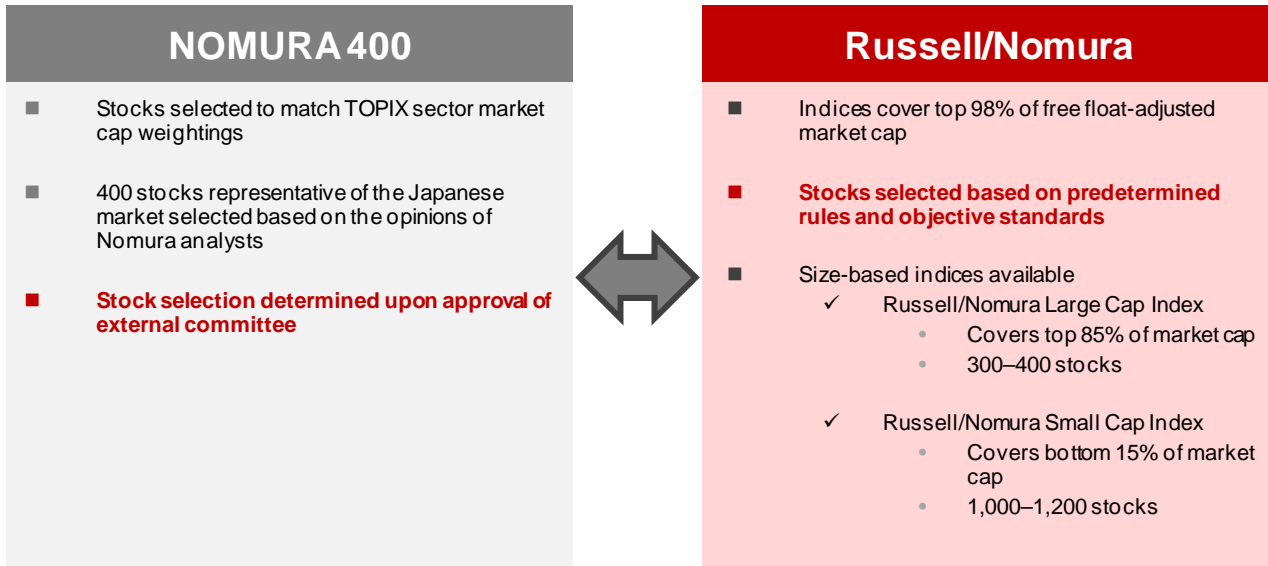 NOMURA 400
Stocks selected to match TOPIX sector market
cap weightings
400 stocks representative of the Japanese
market selected based on the opinions of
Nomura analysts
Stock selection determined upon approval of
external committee
Russell/Nomura
Indices cover top 98% of free float-adjusted
market cap
Stocks selected based on predetermined
rules and objective standards
Size-based indices available
Russell/Nomura Large Cap Index
Covers top 85% of market cap
300–400 stocks
Russell/Nomura Small Cap Index
Covers bottom 15% of market
cap
1,000–1,200 stocks